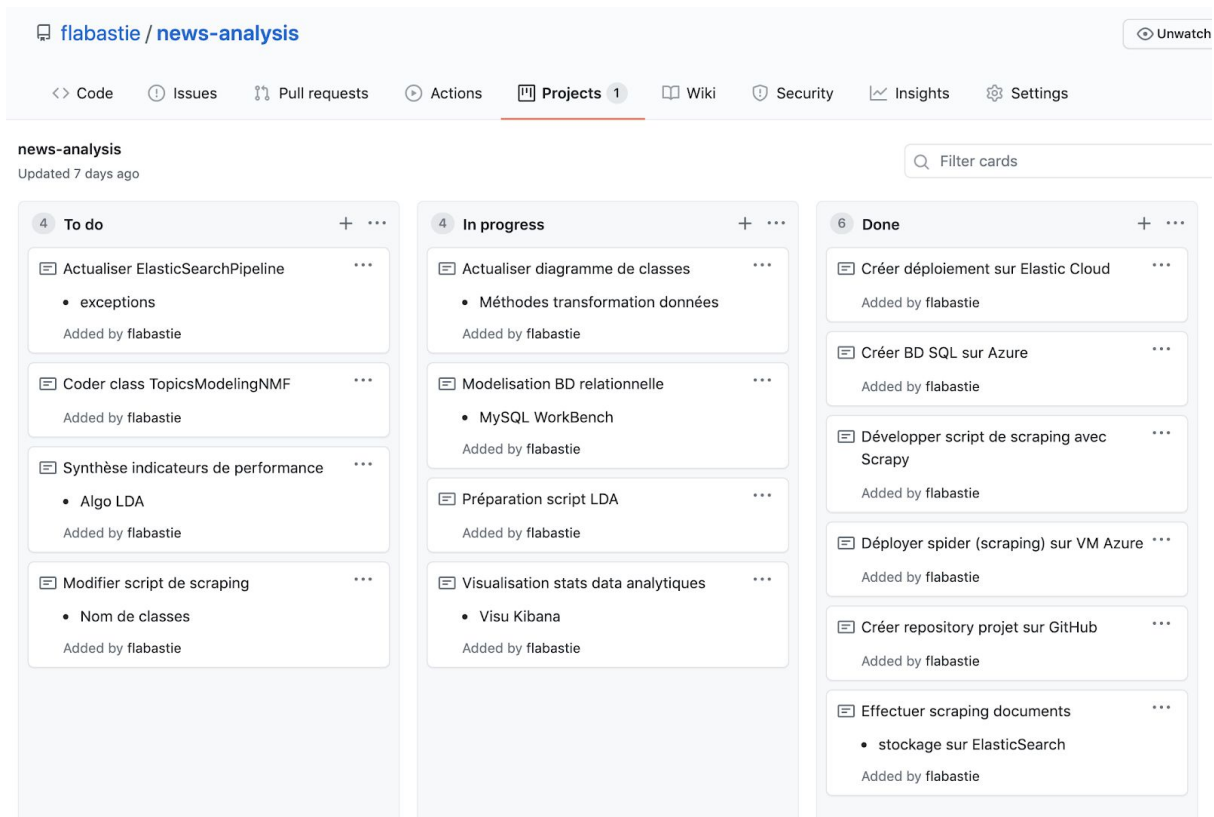 flabastie / news-analysis
Unwatch
Code
Issues
Pull requests
Actions
Projects 1
Wiki
Security
Insights
Settings
news-analysis
Updated 7 days ago
Filter cards
4 To do
Actualiser ElasticSearchPipeline
• exceptions
Added by flabastie
Coder class TopicsModelingNMF
Added by flabastie
Synthèse indicateurs de performance
• Algo LDA
Added by flabastie
Modifier script de scraping
• Nom de classes
Added by flabastie
4 In progress
Actualiser diagramme de classes
• Méthodes transformation données
Added by flabastie
Modelisation BD relationnelle
• MySQL WorkBench
Added by flabastie
Préparation script LDA
Added by flabastie
Visualisation stats data analytiques
• Visu Kibana
Added by flabastie
6 Done
Créer déploiement sur Elastic Cloud
Added by flabastie
Créer BD SQL sur Azure
Added by flabastie
Développer script de scraping avec
Scrapy
Added by flabastie
Déployer spider (scraping) sur VM Azure
Added by flabastie
Créer repository projet sur GitHub
Added by flabastie
Effectuer scraping documents
• stockage sur ElasticSearch
Added by flabastie